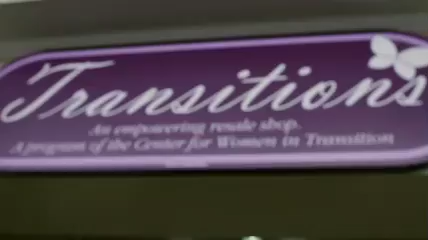 Transitions
An empowering resale shop.
A program of the Center for Women in Transition